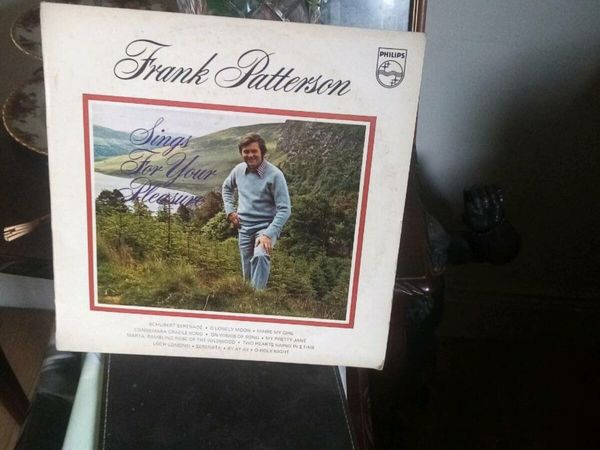 Frank Patterson
PHILIPS
Sings
For Your
Pleasure
SCHUBERT SERENADE • O LONELY MOON • MAIRE MY GIRL
CONNEMARA CRADLE SONG • ON WINGS OF SONG • MY PRETTY JANE
MARTA, RAMBLING ROSE OF THE WILDWOOD • TWO HEARTS SWING IN ¾ TIME
LOCH LOMOND • SERENATA • AY AY AY • O HOLY NIGHT